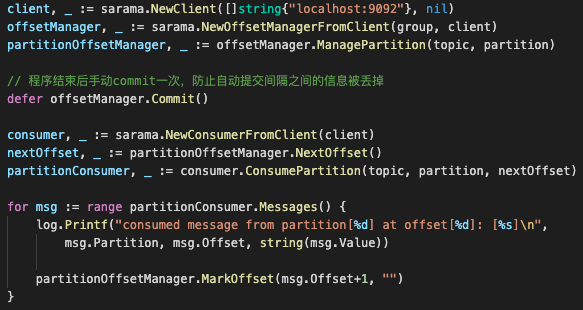 client, _ := sarama.NewClient([]string{"localhost:9092"}, nil)
offsetManager, _ := sarama.NewOffsetManagerFromClient(group, client)
partitionOffsetManager, _ := offsetManager.ManagePartition(topic, partition)

// 程序结束后手动commit一次，防止自动提交间隔之间的信息被丢掉
defer offsetManager.Commit()

consumer, _ := sarama.NewConsumerFromClient(client)
nextOffset, _ := partitionOffsetManager.NextOffset()
partitionConsumer, _ := consumer.ConsumePartition(topic, partition, nextOffset)

for msg := range partitionConsumer.Messages() {
    log.Printf("consumed message from partition[%d] at offset[%d]: [%s]\n",
        msg.Partition, msg.Offset, string(msg.Value))

    partitionOffsetManager.MarkOffset(msg.Offset+1, "")
}